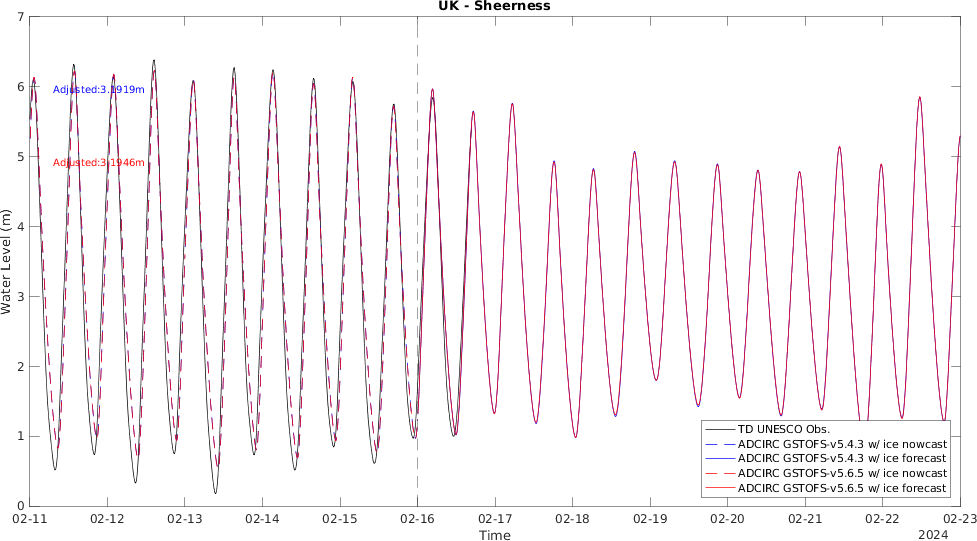 UK - Sheerness
7
6
5
4
3
2
1
0
Water Level (m)
Adjusted:3.1919m
Adjusted:3.1946m
TD UNESCO Obs.
ADCIRC GSTOFS-v5.4.3 w/ ice nowcast
ADCIRC GSTOFS-v5.4.3 w/ ice forecast
ADCIRC GSTOFS-v5.6.5 w/ ice nowcast
ADCIRC GSTOFS-v5.6.5 w/ ice forecast
02-11 02-12 02-13 02-14 02-15 02-16 02-17 02-18 02-19 02-20 02-21 02-22 02-23
Time
2024